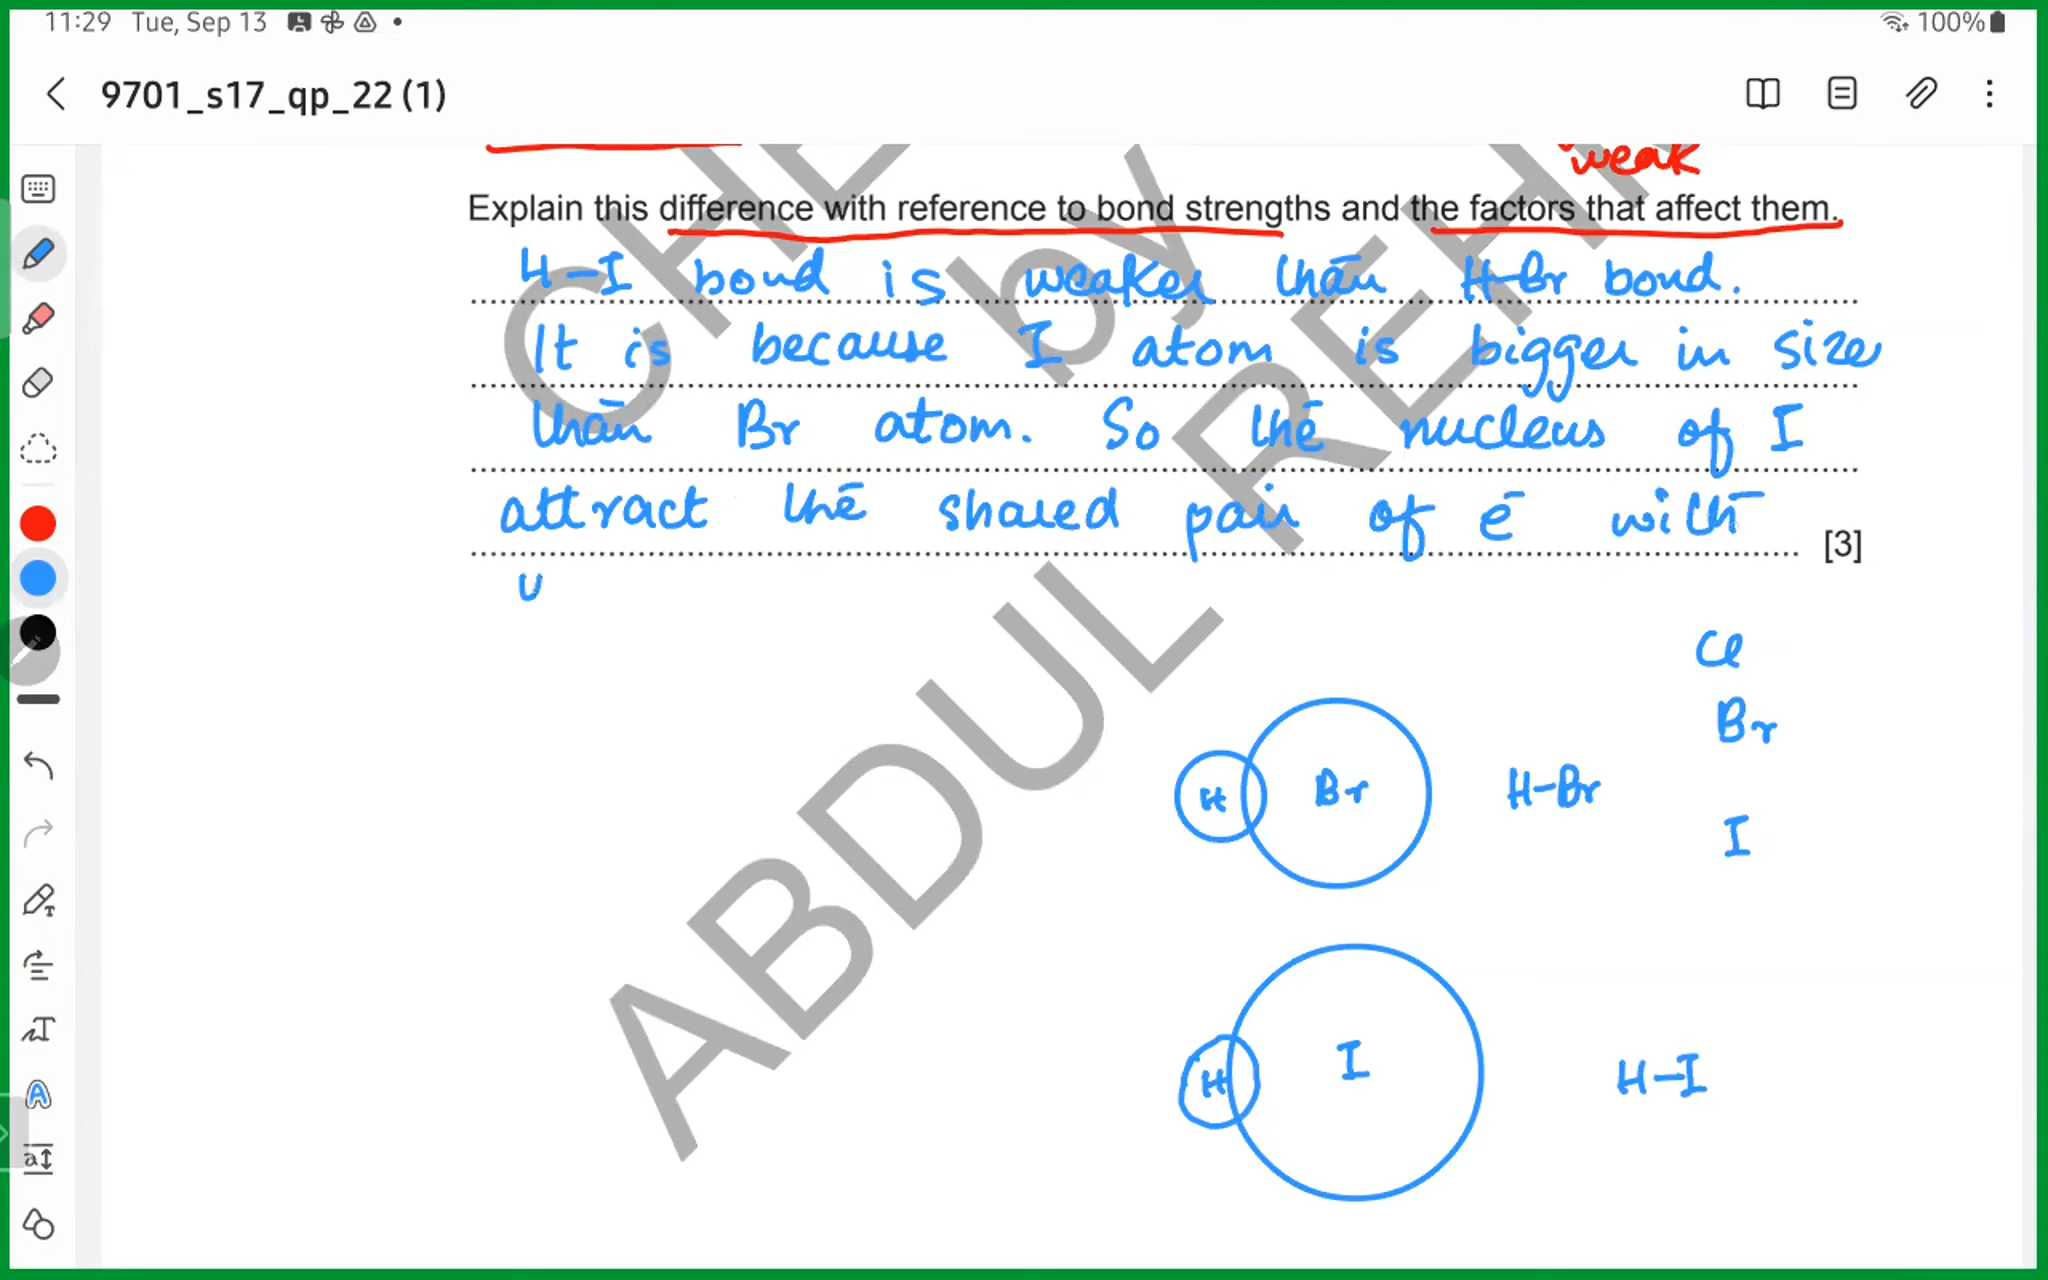 11:29 Tue, Sep 13 100%
9701_s17_qp_22 (1)
weak
Explain this difference with reference to bond strengths and the factors that affect them.
H-I bond is weaker than H-Br bond.
It is because I atom is bigger in size
than Br atom. So the nucleus of I
attract the shared pair of e̅ with
[3]
Cl
Br
H Br H-Br
I
H I H-I
by
ABDUL REH